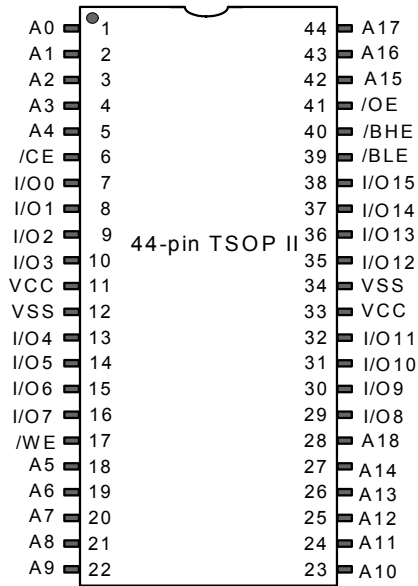 A0 1 44 A17
A1 2 43 A16
A2 3 42 A15
A3 4 41 /OE
A4 5 40 /BHE
/CE 6 39 /BLE
I/O0 7 38 I/O15
I/O1 8 37 I/O14
I/O2 9 36 I/O13
44-pin TSOP II
I/O3 10 35 I/O12
VCC 11 34 VSS
VSS 12 33 VCC
I/O4 13 32 I/O11
I/O5 14 31 I/O10
I/O6 15 30 I/O9
I/O7 16 29 I/O8
/WE 17 28 A18
A5 18 27 A14
A6 19 26 A13
A7 20 25 A12
A8 21 24 A11
A9 22 23 A10